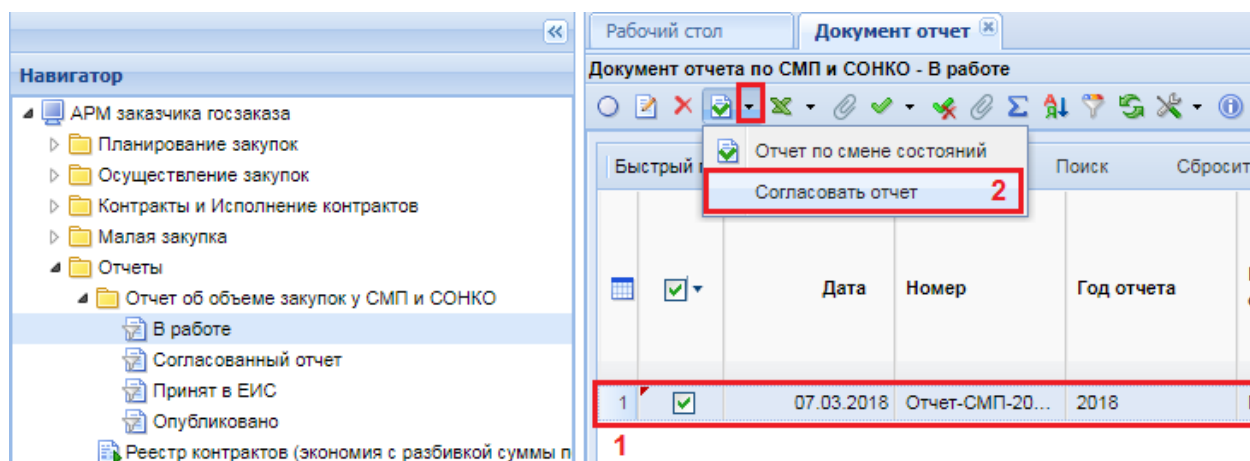 Навигатор
АРМ заказчика госзаказа
Планирование закупок
Осуществление закупок
Контракты и Исполнение контрактов
Малая закупка
Отчеты
Отчет об объеме закупок у СМП и СОНКО
В работе
Согласованный отчет
Принят в ЕИС
Опубликовано
Реестр контрактов (экономия с разбивкой суммы п
Рабочий стол Документ отчет
Документ отчета по СМП и СОНКО - В работе
Отчет по смене состояний
Согласовать отчет 2
Быстрый Поиск Сбросит
Дата Номер Год отчета
1 07.03.2018 Отчет-СМП-20... 2018
1